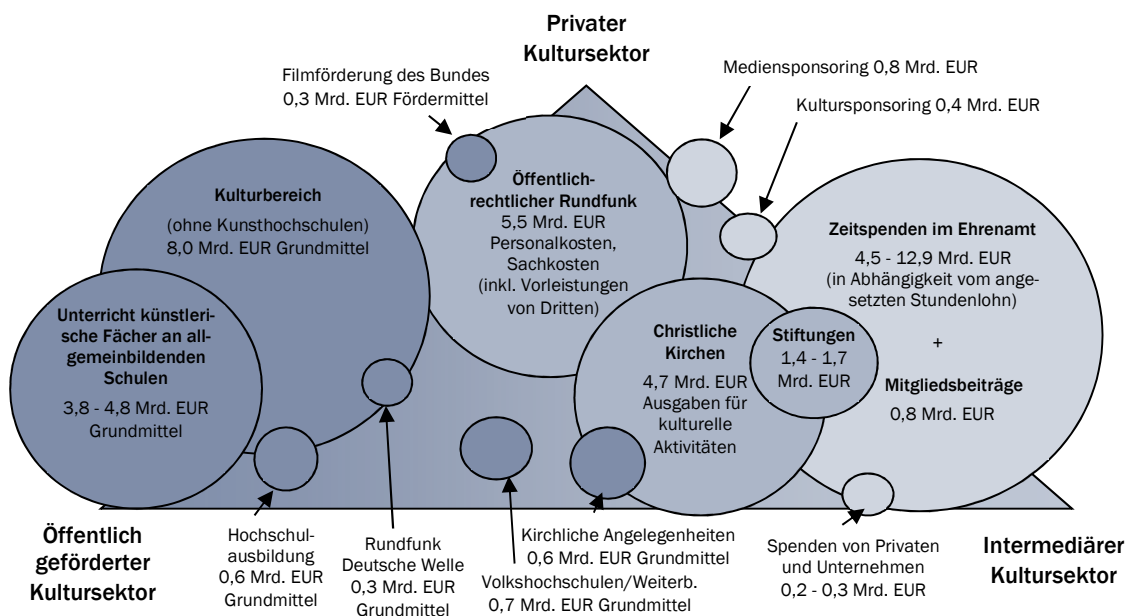 Privater
Kultursektor
Filmförderung des Bundes
0,3 Mrd. EUR Fördermittel
Mediensponsoring 0,8 Mrd. EUR
Kultursponsoring 0,4 Mrd. EUR
Kulturbereich
(ohne Kunsthochschulen)
8,0 Mrd. EUR Grundmittel
Öffentlich-
rechtlicher Rundfunk
5,5 Mrd. EUR
Personalkosten,
Sachkosten
(inkl. Vorleistungen
von Dritten)
Zeitspenden im Ehrenamt
4,5 - 12,9 Mrd. EUR
(in Abhängigkeit vom ange-
setzten Stundenlohn)
+
Mitgliedsbeiträge
0,8 Mrd. EUR
Unterricht künstleri-
sche Fächer an all-
gemeinbildenden
Schulen
3,8 - 4,8 Mrd. EUR
Grundmittel
Christliche
Kirchen
4,7 Mrd. EUR
Ausgaben für
kulturelle
Aktivitäten
Stiftungen
1,4 - 1,7
Mrd. EUR
Öffentlich
geförderter
Kultursektor
Hochschul-
ausbildung
0,6 Mrd. EUR
Grundmittel
Rundfunk
Deutsche Welle
0,3 Mrd. EUR
Grundmittel
Kirchliche Angelegenheiten
0,6 Mrd. EUR Grundmittel
Volkshochschulen/Weiterb.
0,7 Mrd. EUR Grundmittel
Spenden von Privaten
und Unternehmen
0,2 - 0,3 Mrd. EUR
Intermediärer
Kultursektor